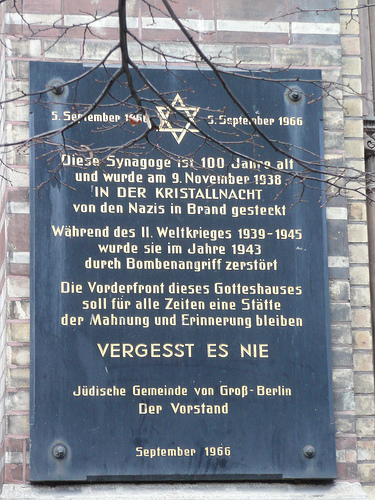 5. September 1866 5. September 1966
Diese Synagoge ist 100 Jahre alt
und wurde am 9. November 1938
IN DER KRISTALLNACHT
von den Nazis in Brand gesteckt
Während des II. Weltkrieges 1939-1945
wurde sie im Jahre 1943
durch Bombenangriff zerstört
Die Vorderfront dieses Gotteshauses
soll für alle Zeiten eine Stätte
der Mahnung und Erinnerung bleiben
VERGESST ES NIE
Jüdische Gemeinde von Groß-Berlin
Der Vorstand
September 1966